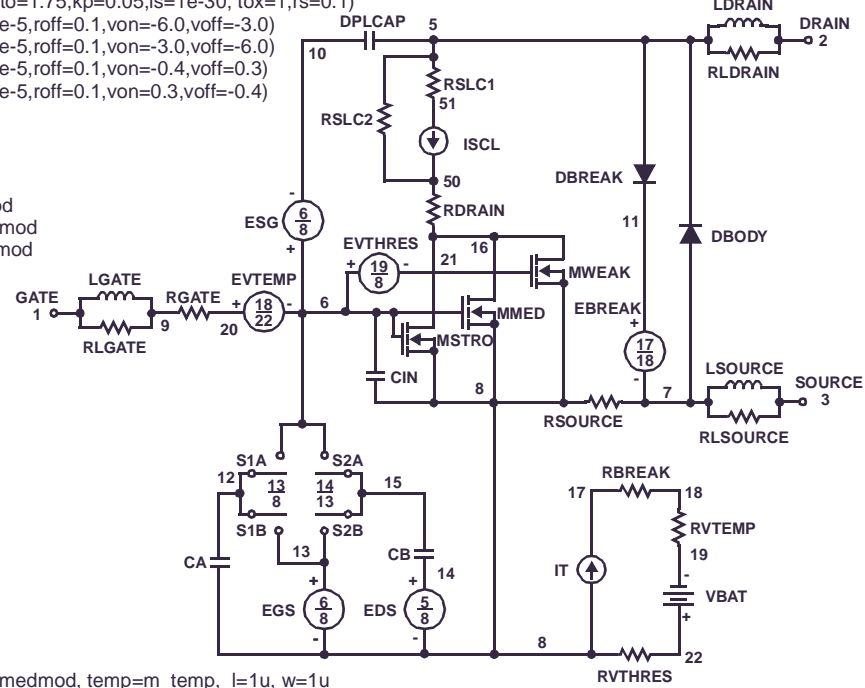 to=1.75,kp=0.05,is=1e-30, tox=1,rs=0.1)
e-5,roff=0.1,von=-6.0,voff=-3.0)
e-5,roff=0.1,von=-3.0,voff=-6.0)
e-5,roff=0.1,von=-0.4,voff=0.3)
e-5,roff=0.1,von=0.3,voff=-0.4)
od
mod
mod
LDRAIN
DPLCAP 5 DRAIN
10 2
RLDRAIN
RSLC1
51
RSLC2
ISCL
50
DBREAK
RDRAIN
ESG 6 8
- +
11
DBODY
EVTHRES 16
+ 19 8 - 21
MWEAK
LGATE EVTEMP
GATE RGATE + 18 22 - 6
1
9 20
RLGATE
MMED
EBREAK
+
17 18
-
MSTRO
CIN
LSOURCE
8 7 SOURCE
3
RSOURCE
RLSOURCE
S1A S2A
12 13 8 14 13 15
S1B S2B
13
CA
CB
14
+ +
EGS 6 8 EDS 5 8
- -
RBREAK
17 18
RVTEMP
19
IT
-
VBAT
+
8 22
RVTHRES
medmod, temp=m_temp, l=1u, w=1u